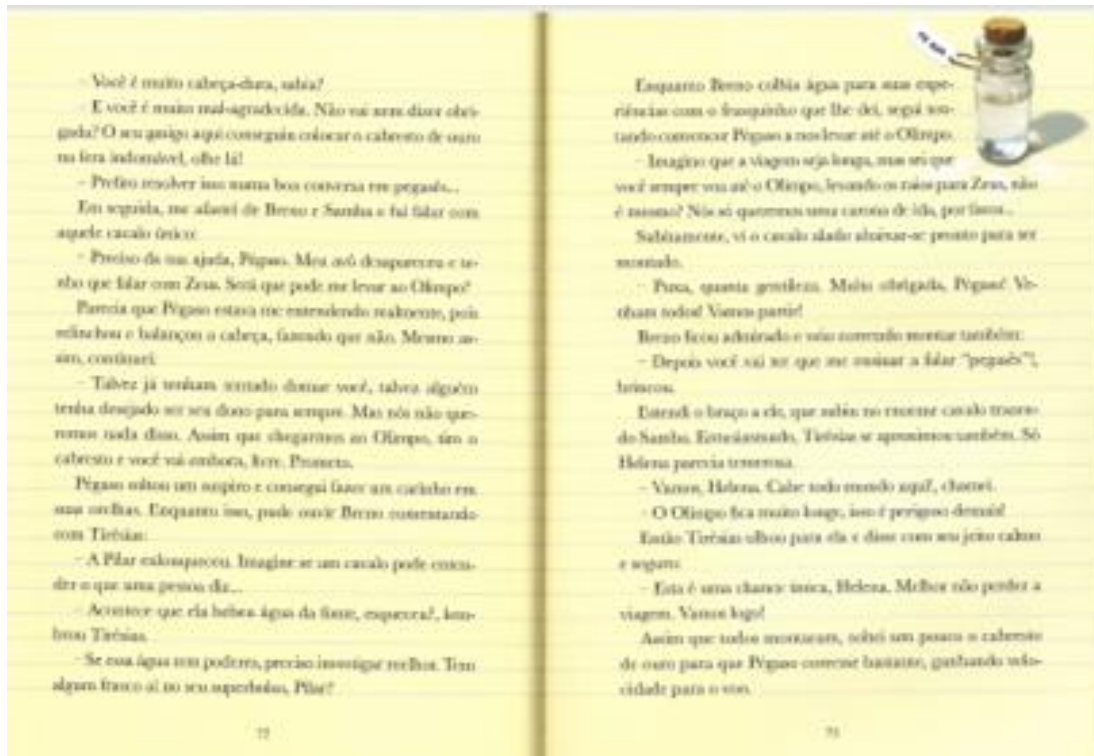 – Você é muito cabeça-dura, sabia?
– E você é muito mal-agradecida. Não vai nem dizer obri-
gada? O seu amigo aqui conseguiu colocar o cabresto de ouro
na fera indomável, olhe lá!
– Prefiro resolver isso numa boa conversa em pegasês...
Em seguida, me afastei de Breno e Samba e fui falar com
aquele cavalo único:
– Preciso da sua ajuda, Pégaso. Meu avô desapareceu e te-
nho que falar com Zeus. Será que pode me levar ao Olimpo?
Parecia que Pégaso estava me entendendo realmente, pois
relinchou e balançou a cabeça, fazendo que não. Mesmo as-
sim, continuei:
– Talvez já tenham tentado domar você, talvez alguém
tenha desejado ser seu dono para sempre. Mas nós não que-
remos nada disso. Assim que chegarmos ao Olimpo, tiro o
cabresto e você vai embora, livre. Prometo.
Pégaso soltou um suspiro e consegui fazer um carinho em
suas orelhas. Enquanto isso, pude ouvir Breno comentando
com Tirésias:
– A Pilar enlouqueceu. Imagine se um cavalo pode enten-
der o que uma pessoa diz...
– Acontece que ela bebeu água da fonte, esqueceu?, lem-
brou Tirésias.
– Se essa água tem poderes, preciso investigar melhor. Tem
algum frasco aí no seu superbolso, Pilar?
72
Enquanto Breno colhia água para suas expe-
riências com o frasquinho que lhe dei, segui ten-
tando convencer Pégaso a nos levar até o Olimpo.
– Imagino que a viagem seja longa, mas sei que
você sempre voa até o Olimpo, levando os raios para Zeus, não
é mesmo? Nós só queremos uma carona de ida, por favor...
Subitamente, vi o cavalo alado abaixar-se pronto para ser
montado.
– Puxa, quanta gentileza. Muito obrigada, Pégaso! Ve-
nham todos! Vamos partir!
Breno ficou admirado e veio correndo montar também:
– Depois você vai ter que me ensinar a falar "pegasês"!,
brincou.
Estendi o braço a ele, que subiu no enorme cavalo trazen-
do Samba. Entusiasmado, Tirésias se aproximou também. Só
Helena parecia temerosa.
– Vamos, Helena. Cabe todo mundo aqui!, chamei.
– O Olimpo fica muito longe, isso é perigoso demais!
Então Tirésias olhou para ela e disse com seu jeito calmo
e seguro:
– Esta é uma chance única, Helena. Melhor não perder a
viagem. Vamos logo!
Assim que todos montaram, soltei um pouco o cabresto
de ouro para que Pégaso corresse bastante, ganhando velo-
cidade para o voo.
73